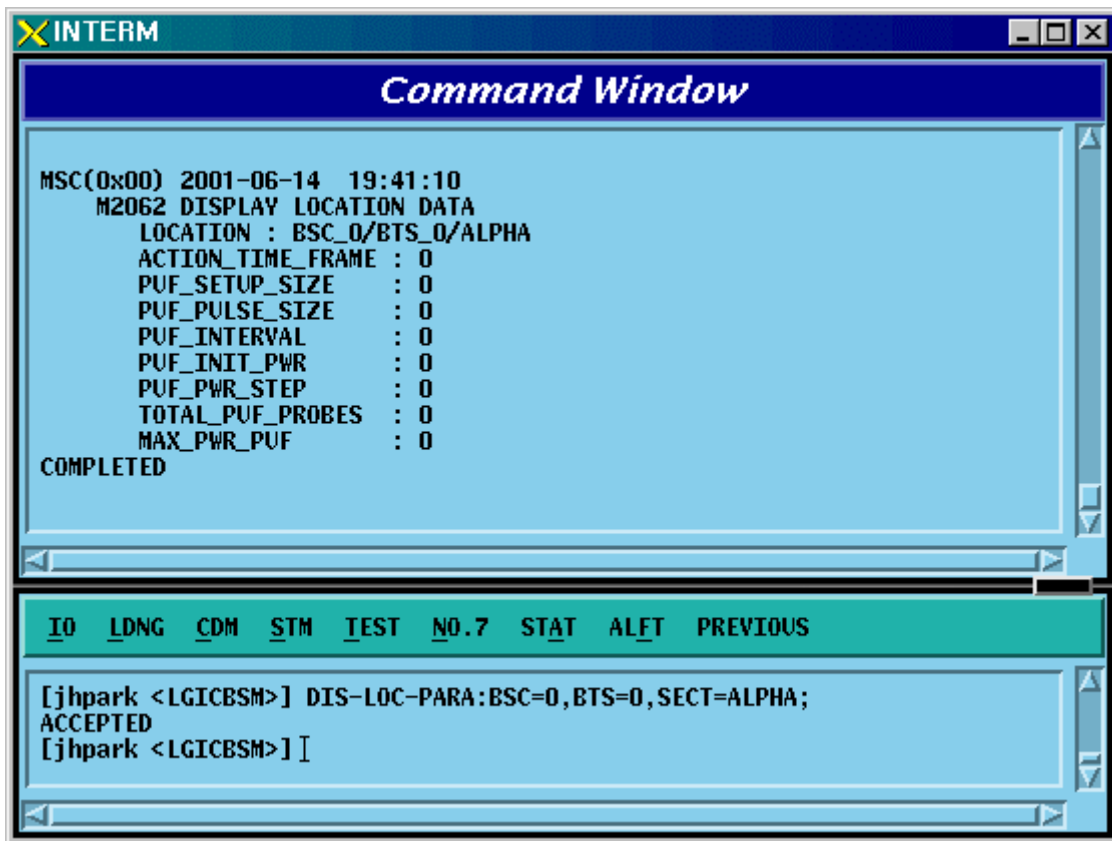 INTERM
Command Window
MSC(0x00) 2001-06-14 19:41:10
M2062 DISPLAY LOCATION DATA
LOCATION : BSC_0/BTS_0/ALPHA
ACTION_TIME_FRAME : 0
PUF_SETUP_SIZE : 0
PUF_PULSE_SIZE : 0
PUF_INTERVAL : 0
PUF_INIT_PWR : 0
PUF_PWR_STEP : 0
TOTAL_PUF_PROBES : 0
MAX_PWR_PUF : 0
COMPLETED
IO LDNG CDM STM TEST NO.7 STAT ALFT PREVIOUS
[jhpark <LGICBSM>] DIS-LOC-PARA:BSC=0,BTS=0,SECT=ALPHA;
ACCEPTED
[jhpark <LGICBSM>]